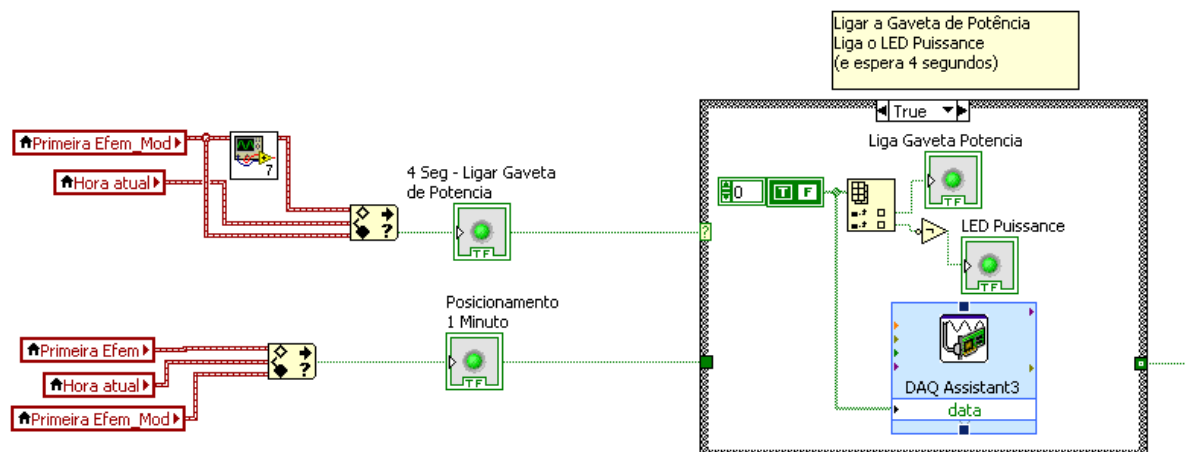 Ligar a Gaveta de Potência
Liga o LED Puissance
(e espera 4 segundos)
True
Primeira Efem_Mod
7
Hora atual
4 Seg - Ligar Gaveta
de Potencia
?
TF
Liga Gaveta Potencia
TF
0
T F
LED Puissance
TF
?
Posicionamento
1 Minuto
TF
Primeira Efem
Hora atual
Primeira Efem_Mod
?
DAQ Assistant3
data